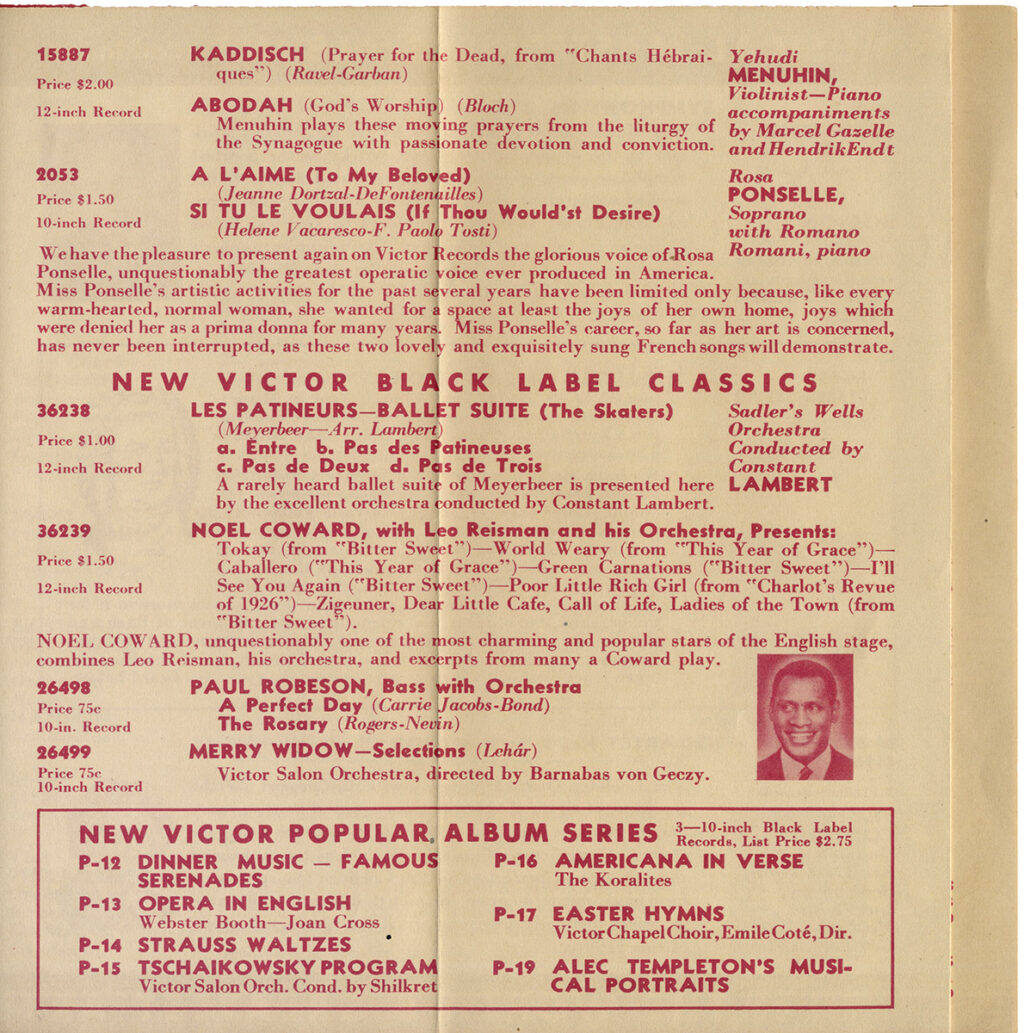 15887
Price $2.00
12-inch Record
KADDISCH (Prayer for the Dead, from "Chants Hébrai-
ques") (Ravel-Garban)
ABODAH (God's Worship) (Bloch)
Menuhin plays these moving prayers from the liturgy of
the Synagogue with passionate devotion and conviction.
Yehudi
MENUHIN,
Violinist—Piano
accompaniments
by Marcel Gazelle
and Hendrik Endt
2053
Price $1.50
10-inch Record
A L'AIME (To My Beloved)
(Jeanne Dortzal-DeFontenailles)
SI TU LE VOULAIS (If Thou Would'st Desire)
(Helene Vacaresco-F. Paolo Tosti)
Rosa
PONSELLE,
Soprano
with Romano
Romani, piano
We have the pleasure to present again on Victor Records the glorious voice of Rosa
Ponselle, unquestionably the greatest operatic voice ever produced in America.
Miss Ponselle's artistic activities for the past several years have been limited only because, like every
warm-hearted, normal woman, she wanted for a space at least the joys of her own home, joys which
were denied her as a prima donna for many years. Miss Ponselle's career, so far as her art is concerned,
has never been interrupted, as these two lovely and exquisitely sung French songs will demonstrate.
NEW VICTOR BLACK LABEL CLASSICS
36238
Price $1.00
12-inch Record
LES PATINEURS—BALLET SUITE (The Skaters)
(Meyerbeer—Arr. Lambert)
a. Entre b. Pas des Patineuses
c. Pas de Deux d. Pas de Trois
A rarely heard ballet suite of Meyerbeer is presented here
by the excellent orchestra conducted by Constant Lambert.
Sadler's Wells
Orchestra
Conducted by
Constant
LAMBERT
36239
Price $1.50
12-inch Record
NOEL COWARD, with Leo Reisman and his Orchestra, Presents:
Tokay (from "Bitter Sweet")—World Weary (from "This Year of Grace")—
Caballero ("This Year of Grace")—Green Carnations ("Bitter Sweet")—I'll
See You Again ("Bitter Sweet")—Poor Little Rich Girl (from "Charlot's Revue
of 1926")—Zigeuner, Dear Little Cafe, Call of Life, Ladies of the Town (from
"Bitter Sweet").
NOEL COWARD, unquestionably one of the most charming and popular stars of the English stage,
combines Leo Reisman, his orchestra, and excerpts from many a Coward play.
26498
Price 75c
10-in. Record
PAUL ROBESON, Bass with Orchestra
A Perfect Day (Carrie Jacobs-Bond)
The Rosary (Rogers-Nevin)
26499
Price 75c
10-inch Record
MERRY WIDOW—Selections (Lehár)
Victor Salon Orchestra, directed by Barnabas von Geczy.
NEW VICTOR POPULAR ALBUM SERIES
3—10-inch Black Label
Records, List Price $2.75
P-12 DINNER MUSIC — FAMOUS
SERENADES
P-13 OPERA IN ENGLISH
Webster Booth—Joan Cross
P-14 STRAUSS WALTZES
P-15 TSCHAIKOWSKY PROGRAM
Victor Salon Orch. Cond. by Shilkret
P-16 AMERICANA IN VERSE
The Koralites
P-17 EASTER HYMNS
Victor Chapel Choir, Emile Coté, Dir.
P-19 ALEC TEMPLETON'S MUSI-
CAL PORTRAITS